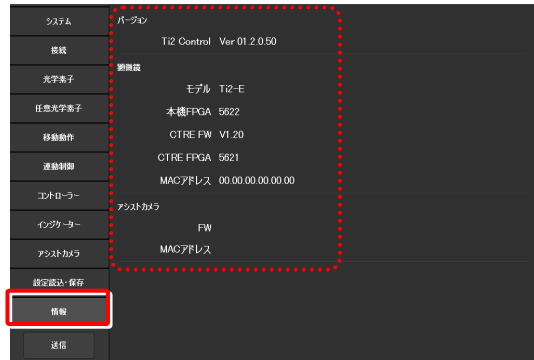 システム
接続
光学素子
任意光学素子
移動動作
連動制御
コントローラー
インジケーター
アシストカメラ
設定読込・保存
情報
送信
バージョン
Ti2 Control Ver 01.2.0.50
顕微鏡
モデル Ti2-E
本機FPGA 5622
CTRE FW V1.20
CTRE FPGA 5621
MACアドレス 00.00.00.00.00.00
アシストカメラ
FW
MACアドレス